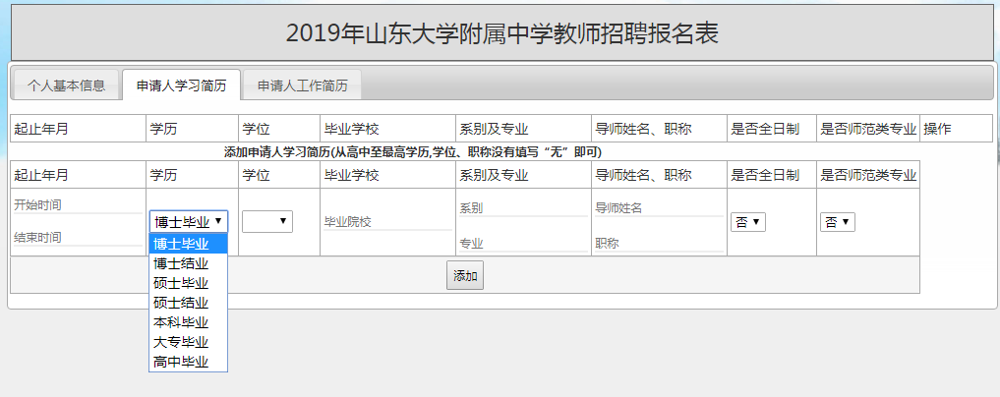 2019年山东大学附属中学教师招聘报名表
个人基本信息 申请人学习简历 申请人工作简历
起止年月 学历 学位 毕业学校 系别及专业 导师姓名、职称 是否全日制 是否师范类专业 操作
添加申请人学习简历(从高中至最高学历,学位、职称没有填写“无”即可)
起止年月 学历 学位 毕业学校 系别及专业 导师姓名、职称 是否全日制 是否师范类专业
开始时间 系别 导师姓名
博士毕业 毕业院校 否 否
结束时间 专业 职称
博士毕业
博士结业
硕士毕业
硕士结业
本科毕业
大专毕业
高中毕业
添加